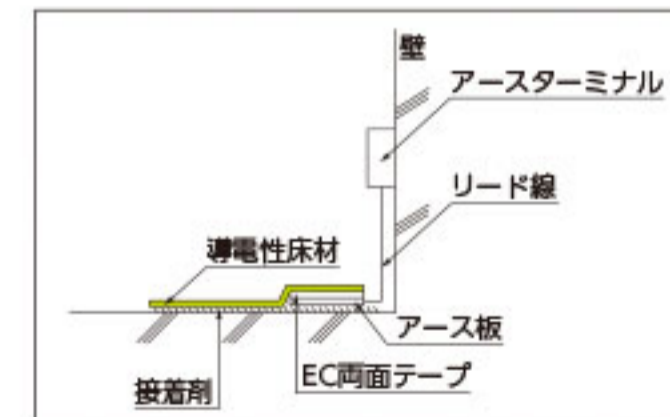 壁
アースターミナル
リード線
導電性床材
アース板
EC両面テープ
接着剤